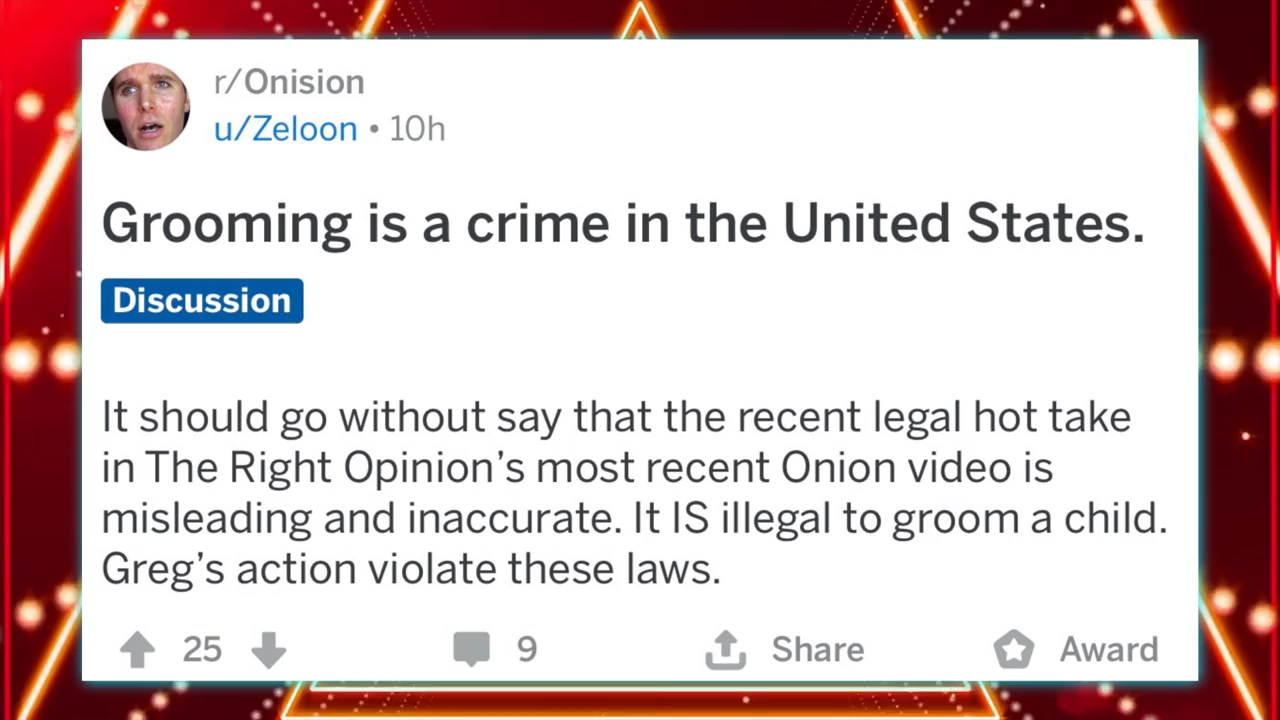 r/Onision
u/Zeloon • 10h
Grooming is a crime in the United States.
Discussion
It should go without say that the recent legal hot take
in The Right Opinion's most recent Onion video is
misleading and inaccurate. It IS illegal to groom a child.
Greg's action violate these laws.
25 9 Share Award